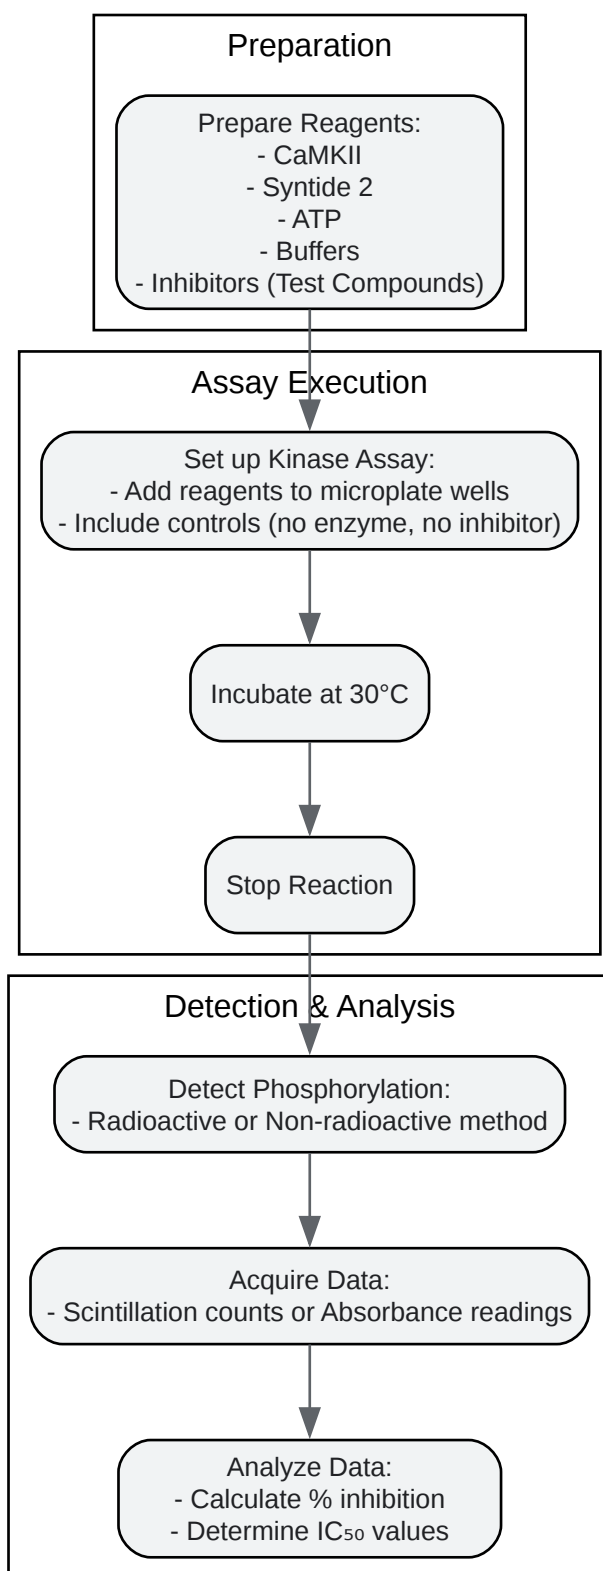 Preparation
Prepare Reagents:
- CaMKII
- Syntide 2
- ATP
- Buffers
- Inhibitors (Test Compounds)
Assay Execution
Set up Kinase Assay:
- Add reagents to microplate wells
- Include controls (no enzyme, no inhibitor)
Incubate at 30°C
Stop Reaction
Detection & Analysis
Detect Phosphorylation:
- Radioactive or Non-radioactive method
Acquire Data:
- Scintillation counts or Absorbance readings
Analyze Data:
- Calculate % inhibition
- Determine IC₅₀ values